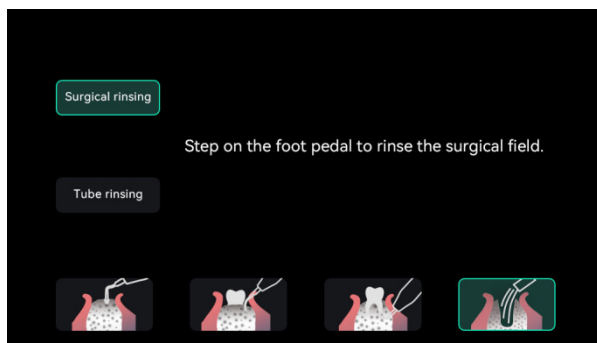 Surgical rinsing
Step on the foot pedal to rinse the surgical field.
Tube rinsing